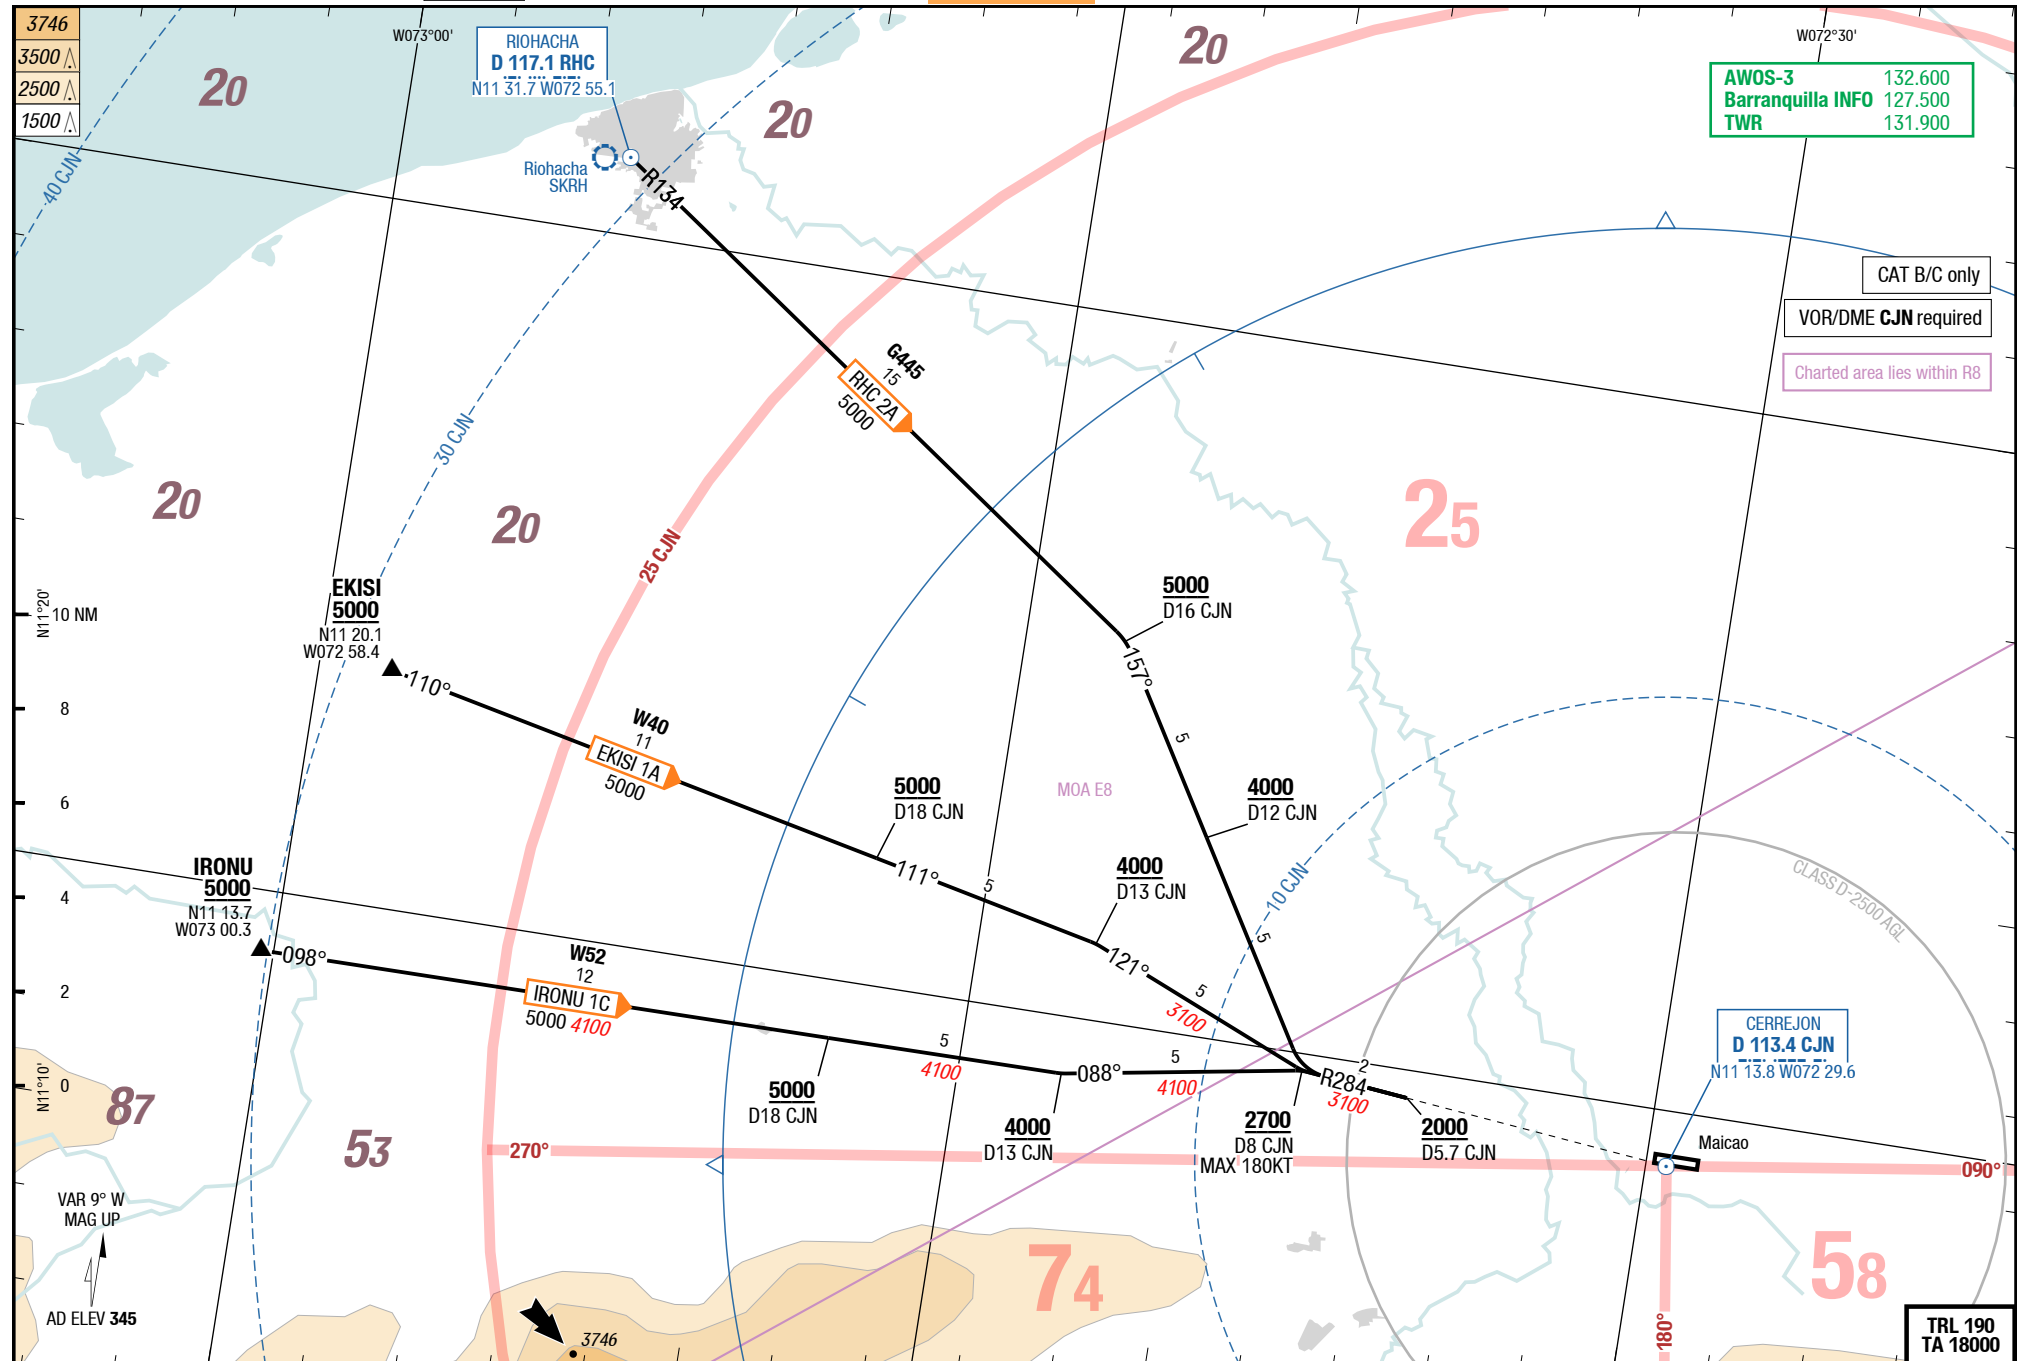 3746
3500
2500
1500
W073°00'
W072°30'
RIOHACHA
D 117.1 RHC
N11 31.7 W072 55.1
20
20
20
AWOS-3 132.600
Barranquilla INFO 127.500
TWR 131.900
40 CJN
Riohacha
SKRH
R134
CAT B/C only
VOR/DME CJN required
Charted area lies within R8
G445
15
RHC 2A
5000
30 CJN
20
20
25
25 CJN
EKISI
5000
N11 20.1
W072 58.4
N11°20'
10 NM
5000
D16 CJN
157°
110°
8
W40
11
EKISI 1A
5000
5
5000
D18 CJN
MOA E8
4000
D12 CJN
6
111°
5
4000
D13 CJN
10 CJN
CLASS D-2500 AGL
4
IRONU
5000
N11 13.7
W073 00.3
098°
W52
12
IRONU 1C
5000 4100
121°
5
3100
5
2
5
4100
088°
5
4100
2
R284
3100
CERREJON
D 113.4 CJN
N11 13.8 W072 29.6
N11°10'
0
87
53
5000
D18 CJN
4000
D13 CJN
2700
D8 CJN
MAX 180KT
2000
D5.7 CJN
Maicao
270°
090°
VAR 9° W
MAG UP
AD ELEV 345
74
58
3746
180°
TRL 190
TA 18000